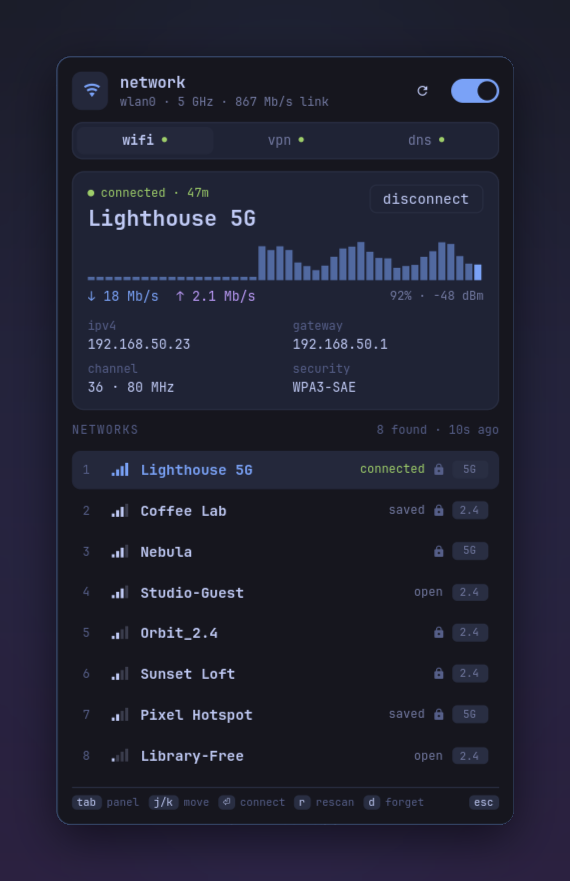 network
wlan0 · 5 GHz · 867 Mb/s link
wifi vpn dns
connected · 47m
disconnect
Lighthouse 5G
↓ 18 Mb/s ↑ 2.1 Mb/s 92% · -48 dBm
ipv4 gateway
192.168.50.23 192.168.50.1
channel security
36 · 80 MHz WPA3-SAE
NETWORKS 8 found · 10s ago
1 Lighthouse 5G connected 5G
2 Coffee Lab saved 2.4
3 Nebula 5G
4 Studio-Guest open 2.4
5 Orbit_2.4 2.4
6 Sunset Loft 2.4
7 Pixel Hotspot saved 5G
8 Library-Free open 2.4
tab panel j/k move ⏎ connect r rescan d forget esc